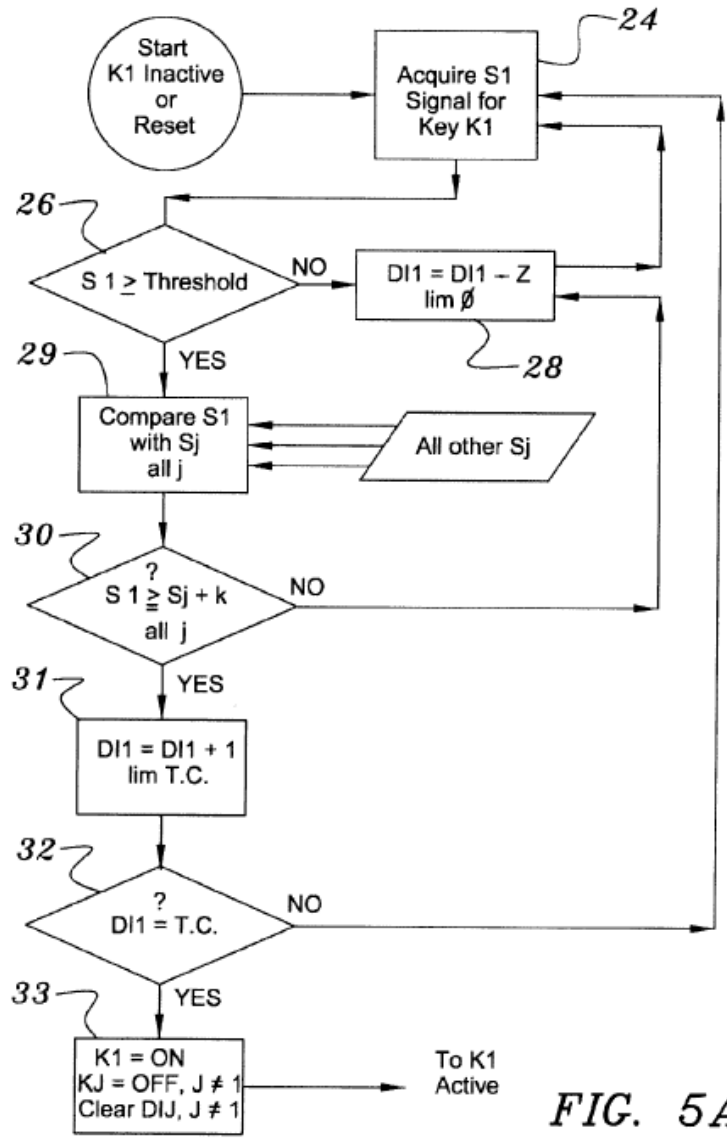 Start
K1 Inactive
or
Reset
24
Acquire S1
Signal for
Key K1
26
S 1 ≥ Threshold
NO
DI1 = DI1 – Z
lim Ø
28
YES
29
Compare S1
with Sj
all j
All other Sj
30
?
S 1 ≧ Sj + k
all j
NO
YES
31
DI1 = DI1 + 1
lim T.C.
32
?
DI1 = T.C.
NO
YES
33
K1 = ON
KJ = OFF, J ≠ 1
Clear DIJ, J ≠ 1
To K1
Active
FIG. 5A